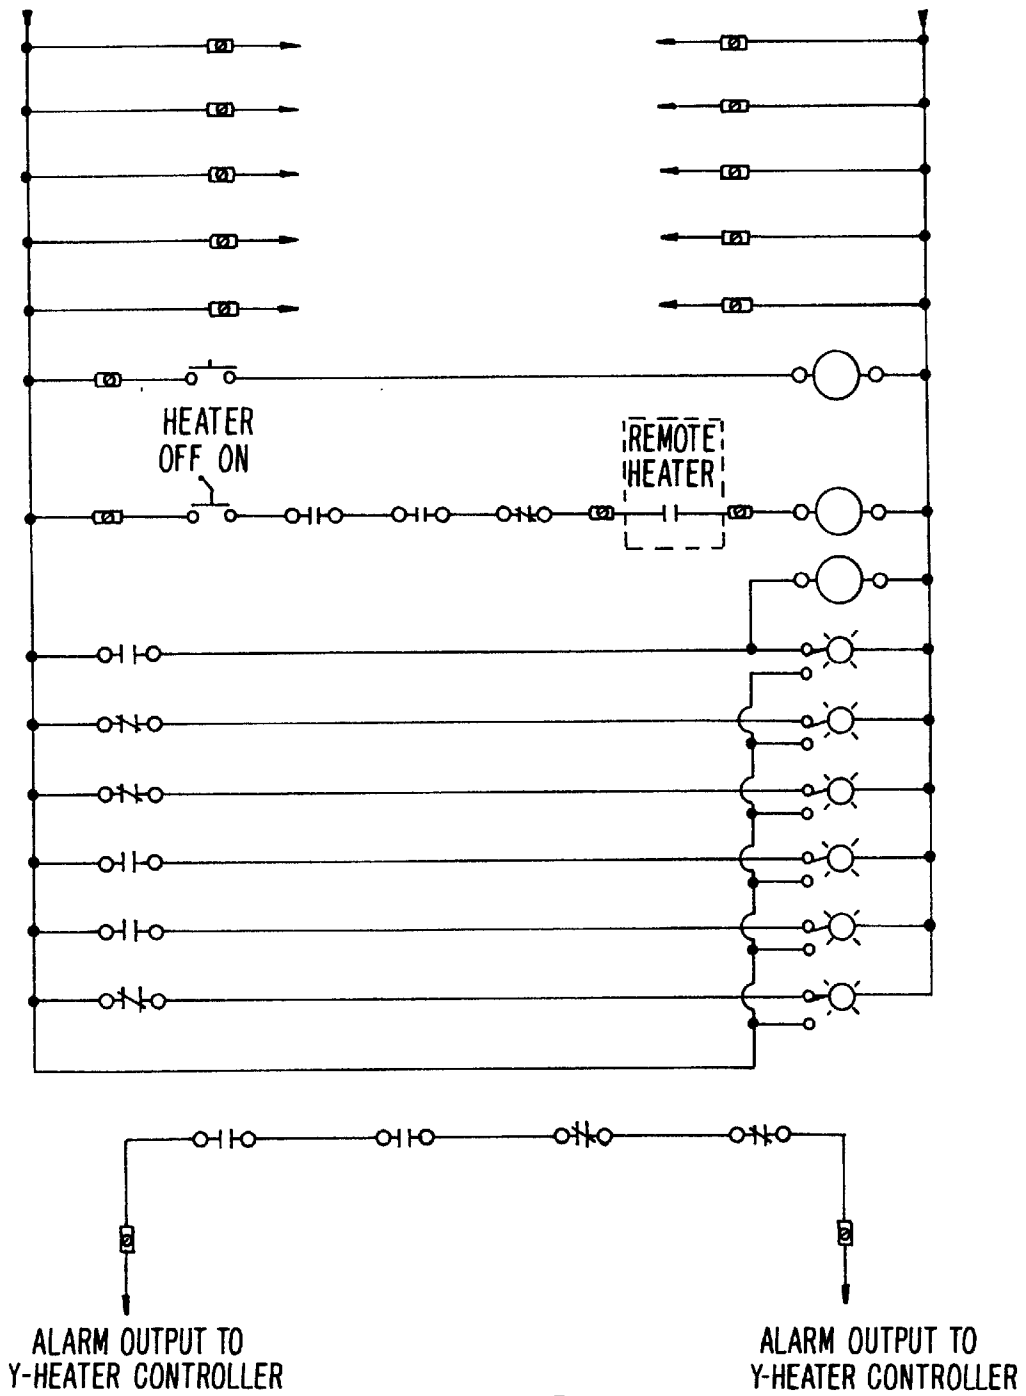 HEATER
OFF ON
REMOTE
HEATER
ALARM OUTPUT TO
Y-HEATER CONTROLLER
ALARM OUTPUT TO
Y-HEATER CONTROLLER